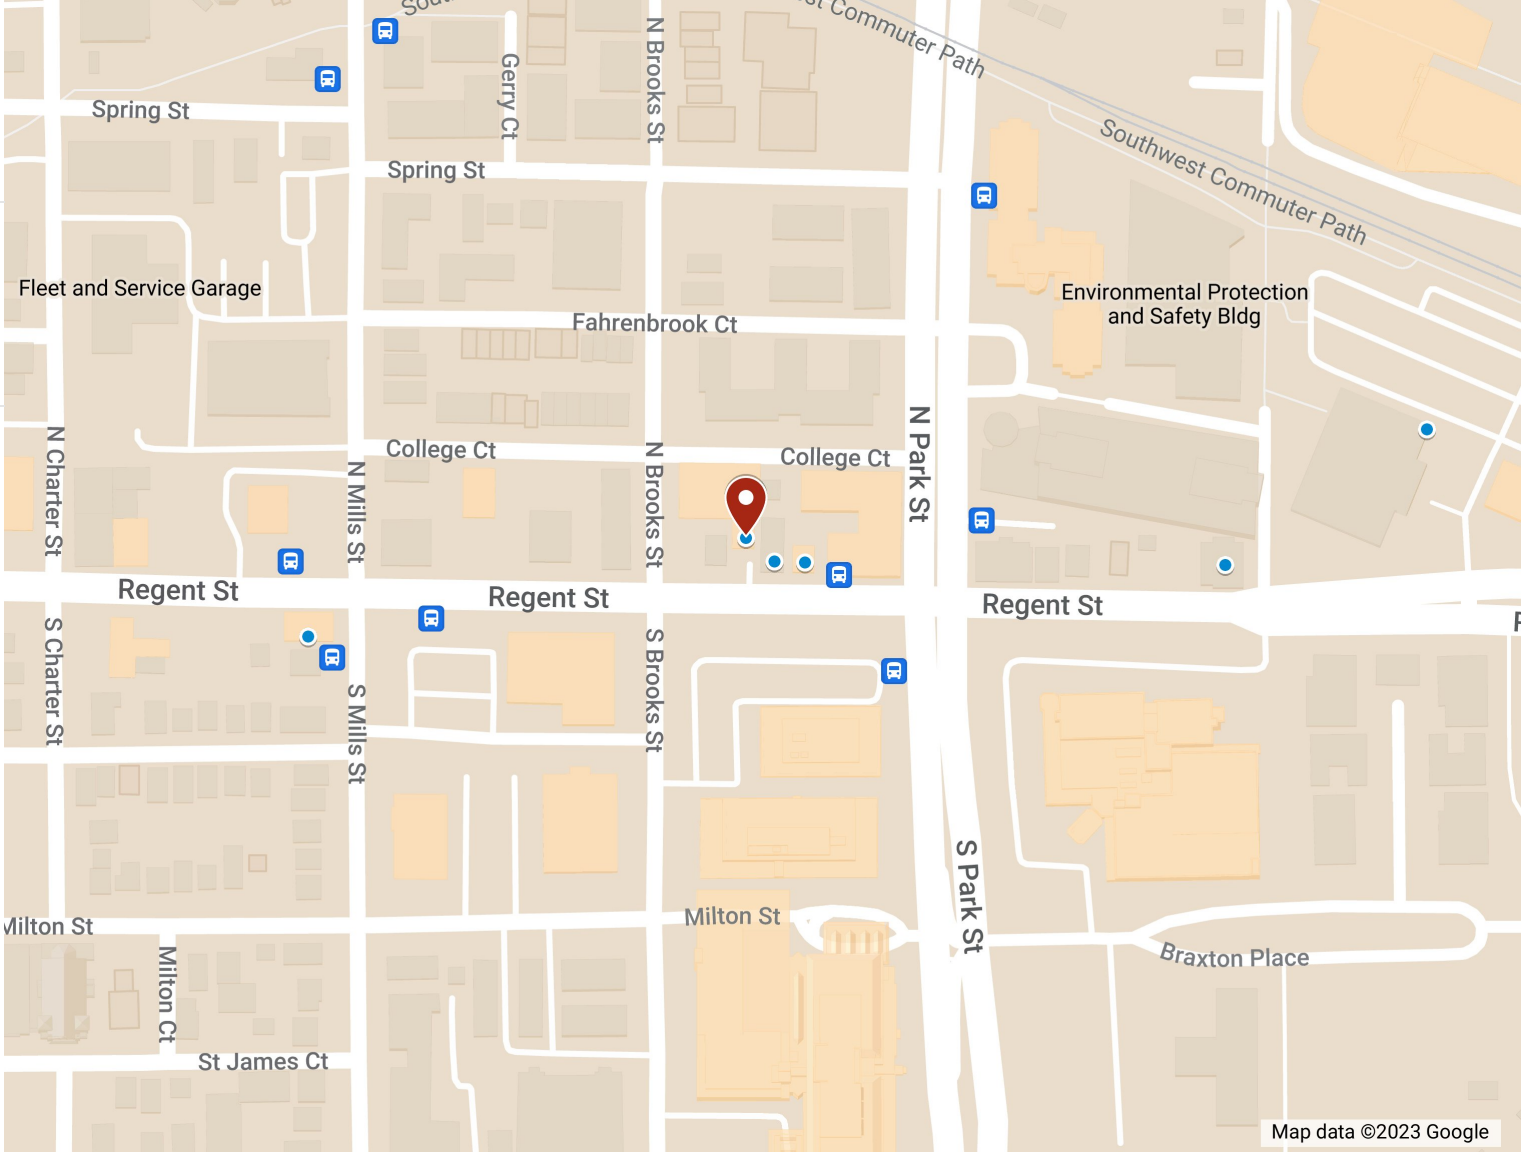 Sout
N Brooks St
st Commuter Path
Gerry Ct
Spring St
Spring St
Southwest Commuter Path
Fleet and Service Garage
Environmental Protection
and Safety Bldg
Fahrenbrook Ct
N Charter St
N Mills St
College Ct
N Brooks St
College Ct
N Park St
Regent St
Regent St
Regent St
S Charter St
S Mills St
S Brooks St
S Park St
Milton St
Milton St
Milton Ct
Braxton Place
St James Ct
Map data ©2023 Google